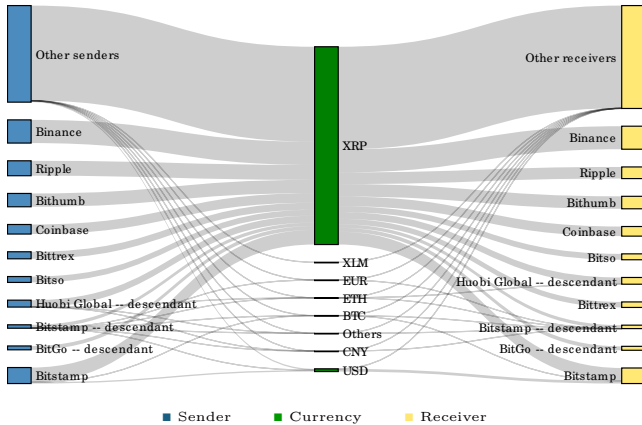 Other senders
Binance
Ripple
Bithumb
Coinbase
Bittrex
Bitso
Huobi Global -- descendant
Bitstamp -- descendant
BitGo -- descendant
Bitstamp
XRP
XLM
EUR
ETH
BTC
Others
CNY
USD
Other receivers
Binance
Ripple
Bithumb
Coinbase
Bitso
Huobi Global -- descendant
Bittrex
Bitstamp -- descendant
BitGo -- descendant
Bitstamp
Sender Currency Receiver